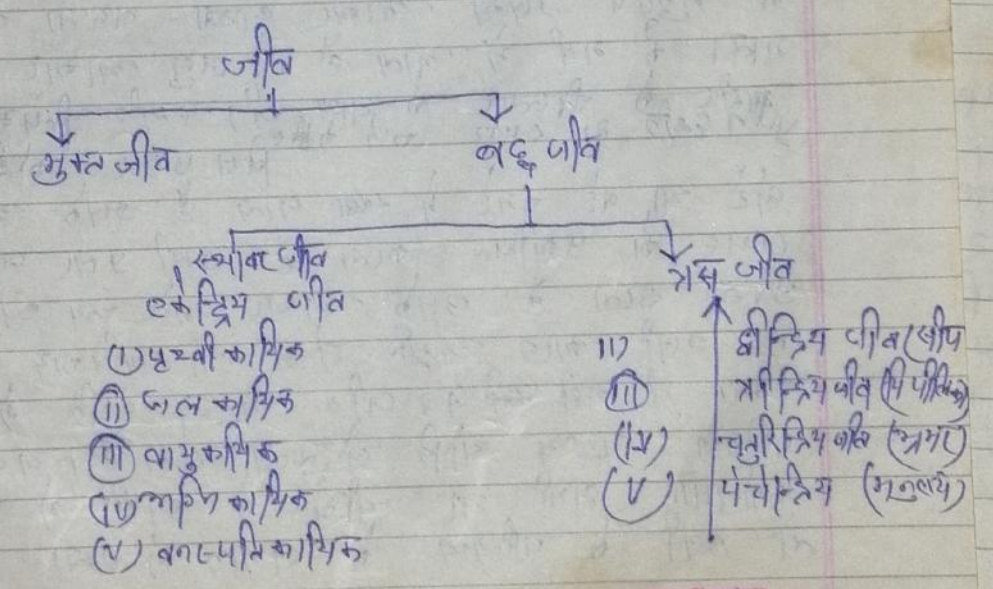 जीव
मुक्त जीव बद्ध जीव
स्थावर जीव त्रस जीव
एकेन्द्रिय जीव
(I) पृथ्वी कायिक
(II) जल कायिक
(III) वायु कायिक
(IV) अग्नि कायिक
(V) वनस्पति कायिक
II) द्वीन्द्रिय जीव (सीप
(III) त्रीन्द्रिय जीव (पिपीलिका)
(IV) चतुरिन्द्रिय जीव (भ्रमर)
(V) पंचेन्द्रिय (मनुष्य)